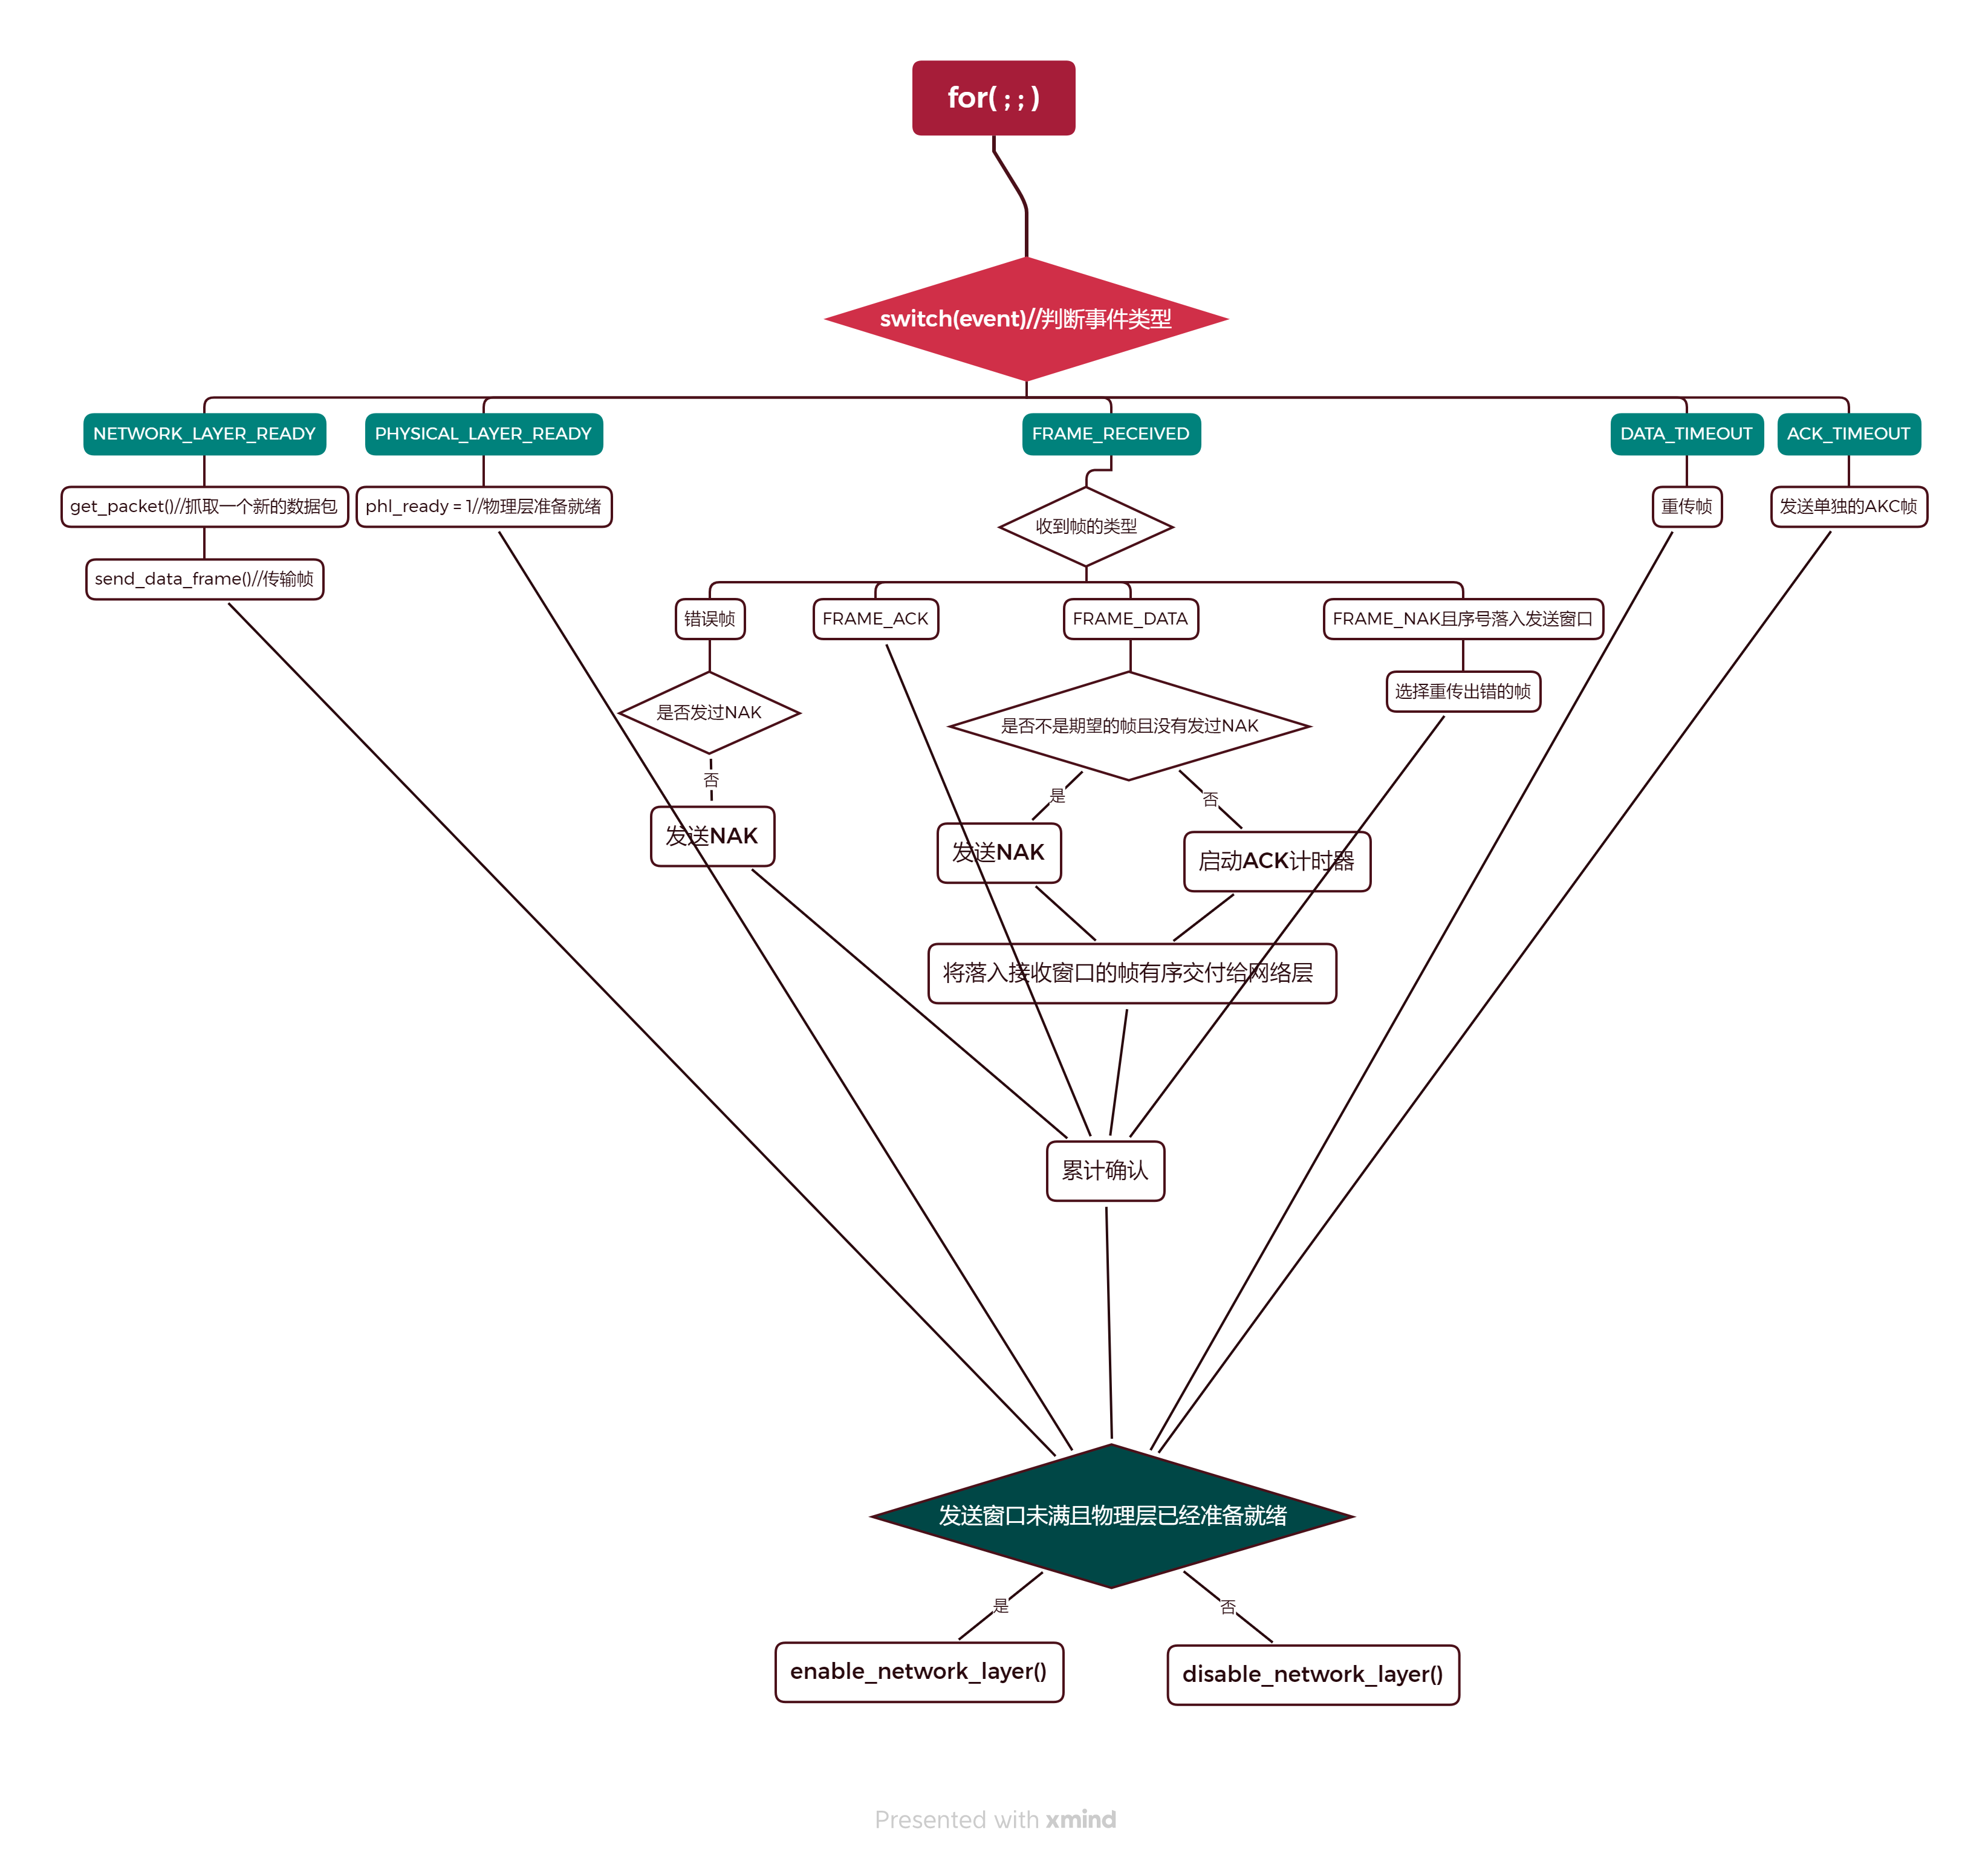 for( ; ; )
switch(event)//判断事件类型
NETWORK_LAYER_READY
PHYSICAL_LAYER_READY
FRAME_RECEIVED
DATA_TIMEOUT
ACK_TIMEOUT
get_packet()//抓取一个新的数据包
phl_ready = 1//物理层准备就绪
收到帧的类型
重传帧
发送单独的AKC帧
send_data_frame()//传输帧
错误帧
FRAME_ACK
FRAME_DATA
FRAME_NAK且序号落入发送窗口
是否发过NAK
是否不是期望的帧且没有发过NAK
选择重传出错的帧
否
是
否
发送NAK
发送NAK
启动ACK计时器
将落入接收窗口的帧有序交付给网络层
累计确认
发送窗口未满且物理层已经准备就绪
是
否
enable_network_layer()
disable_network_layer()
Presented with xmind